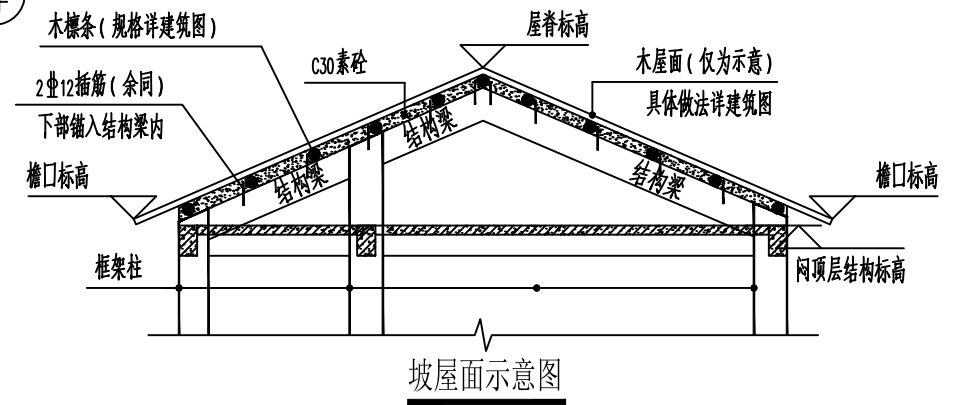 木檩条(规格详建筑图)
屋脊标高
C30素砼
木屋面(仅为示意)
具体做法详建筑图
2⏀12插筋(余同)
下部锚入结构梁内
结构梁
结构梁
结构梁
檐口标高
檐口标高
框架柱
闷顶层结构标高
坡屋面示意图